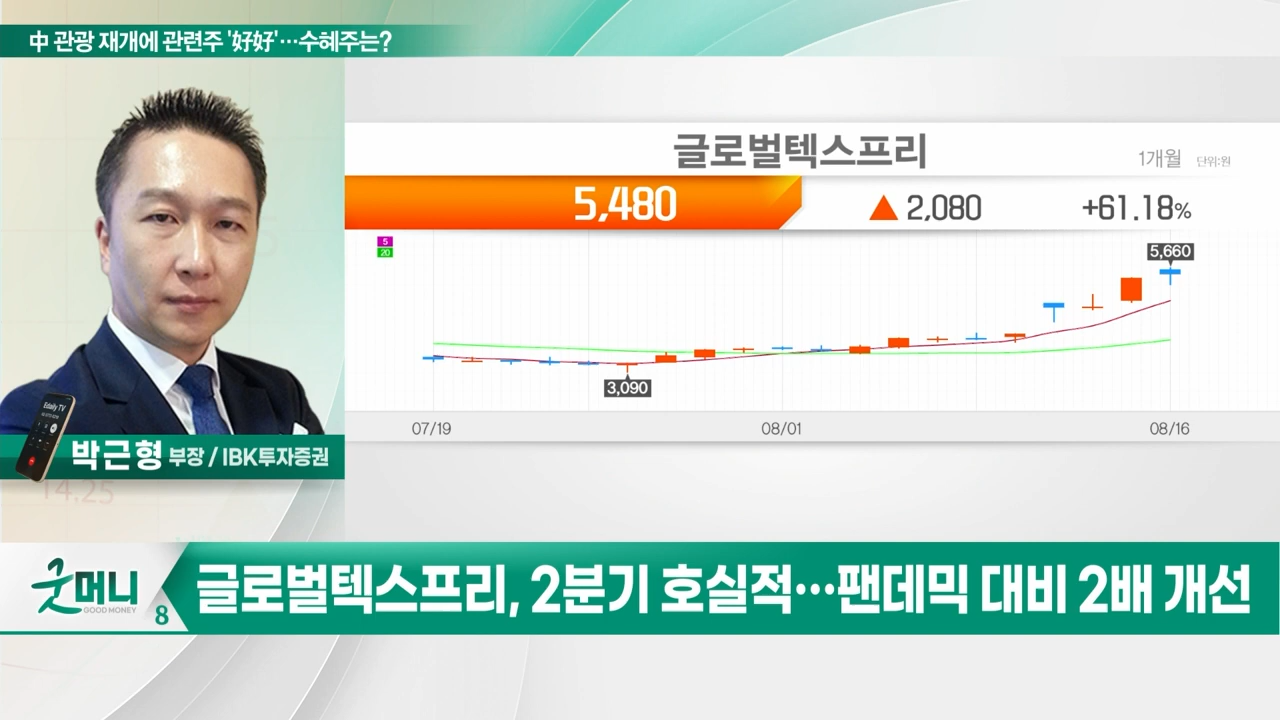 中 관광 재개에 관련주 '好好'…수혜주는?
글로벌텍스프리
1개월 단위:원
5,480 ▲ 2,080 +61.18%
5
20
5,660
3,090
07/19 08/01 08/16
Edaily TV
박근형 부장 / IBK투자증권
14.25
굿머니
GOOD MONEY
8
글로벌텍스프리, 2분기 호실적…팬데믹 대비 2배 개선